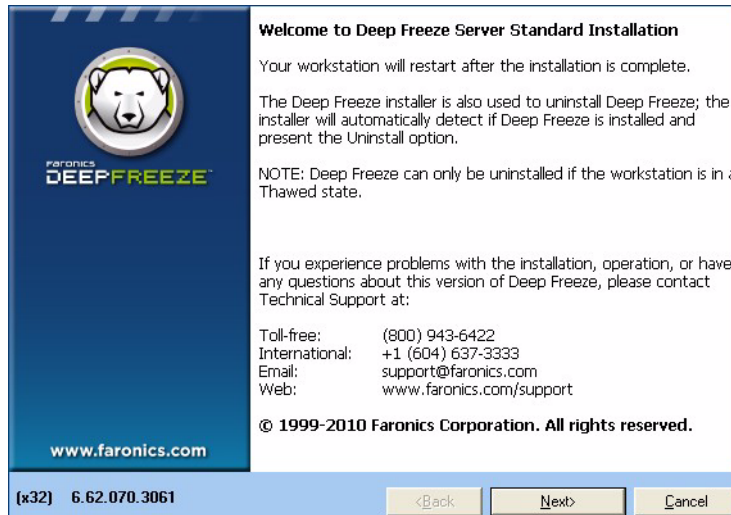 Welcome to Deep Freeze Server Standard Installation
Your workstation will restart after the installation is complete.
The Deep Freeze installer is also used to uninstall Deep Freeze; the
installer will automatically detect if Deep Freeze is installed and
present the Uninstall option.
NOTE: Deep Freeze can only be uninstalled if the workstation is in a
Thawed state.
If you experience problems with the installation, operation, or have
any questions about this version of Deep Freeze, please contact
Technical Support at:
Toll-free: (800) 943-6422
International: +1 (604) 637-3333
Email: support@faronics.com
Web: www.faronics.com/support
© 1999-2010 Faronics Corporation. All rights reserved.
FARONICS
DEEPFREEZE
www.faronics.com
(x32) 6.62.070.3061
<Back Next> Cancel